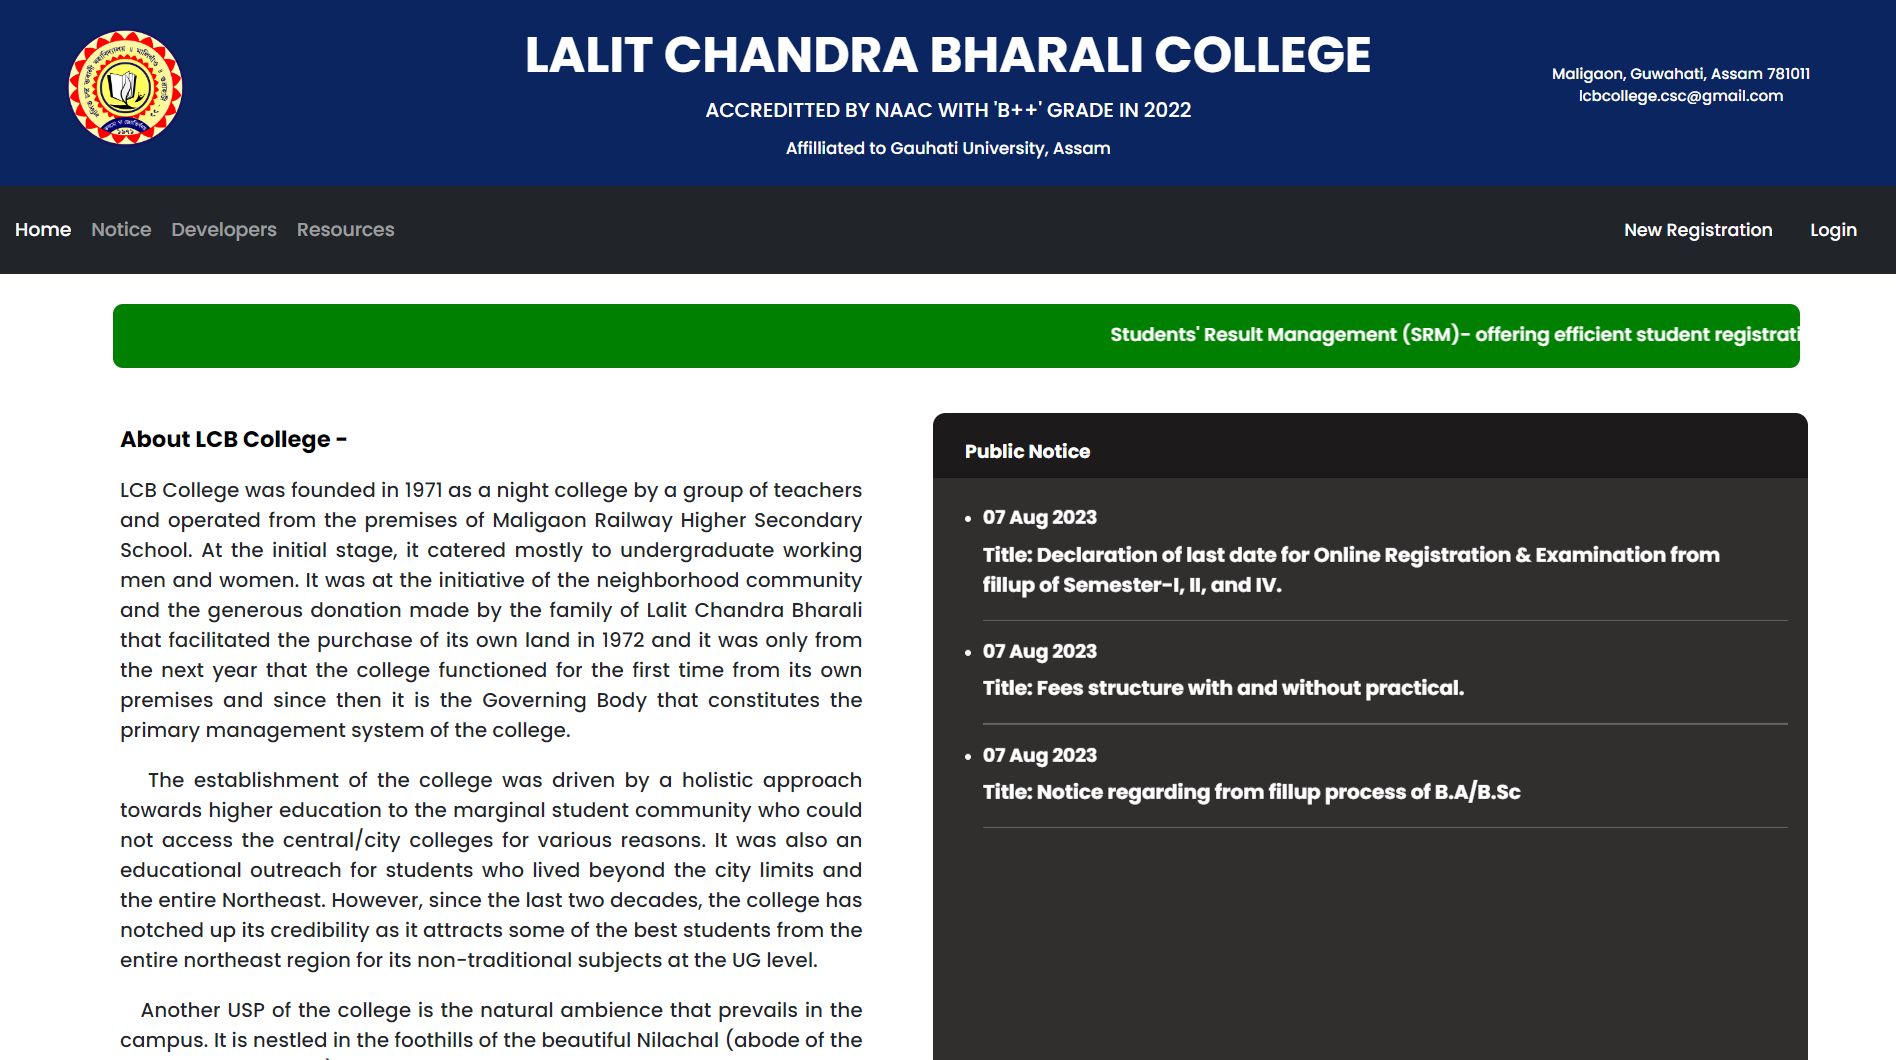 LALIT CHANDRA BHARALI COLLEGE
ACCREDITTED BY NAAC WITH 'B++' GRADE IN 2022
Affilliated to Gauhati University, Assam
Maligaon, Guwahati, Assam 781011
lcbcollege.csc@gmail.com
Home Notice Developers Resources
New Registration Login
Students' Result Management (SRM)- offering efficient student registrati
About LCB College -
LCB College was founded in 1971 as a night college by a group of teachers
and operated from the premises of Maligaon Railway Higher Secondary
School. At the initial stage, it catered mostly to undergraduate working
men and women. It was at the initiative of the neighborhood community
and the generous donation made by the family of Lalit Chandra Bharali
that facilitated the purchase of its own land in 1972 and it was only from
the next year that the college functioned for the first time from its own
premises and since then it is the Governing Body that constitutes the
primary management system of the college.
The establishment of the college was driven by a holistic approach
towards higher education to the marginal student community who could
not access the central/city colleges for various reasons. It was also an
educational outreach for students who lived beyond the city limits and
the entire Northeast. However, since the last two decades, the college has
notched up its credibility as it attracts some of the best students from the
entire northeast region for its non-traditional subjects at the UG level.
Another USP of the college is the natural ambience that prevails in the
campus. It is nestled in the foothills of the beautiful Nilachal (abode of the
Public Notice
07 Aug 2023
Title: Declaration of last date for Online Registration & Examination from
fillup of Semester-I, II, and IV.
07 Aug 2023
Title: Fees structure with and without practical.
07 Aug 2023
Title: Notice regarding from fillup process of B.A/B.Sc